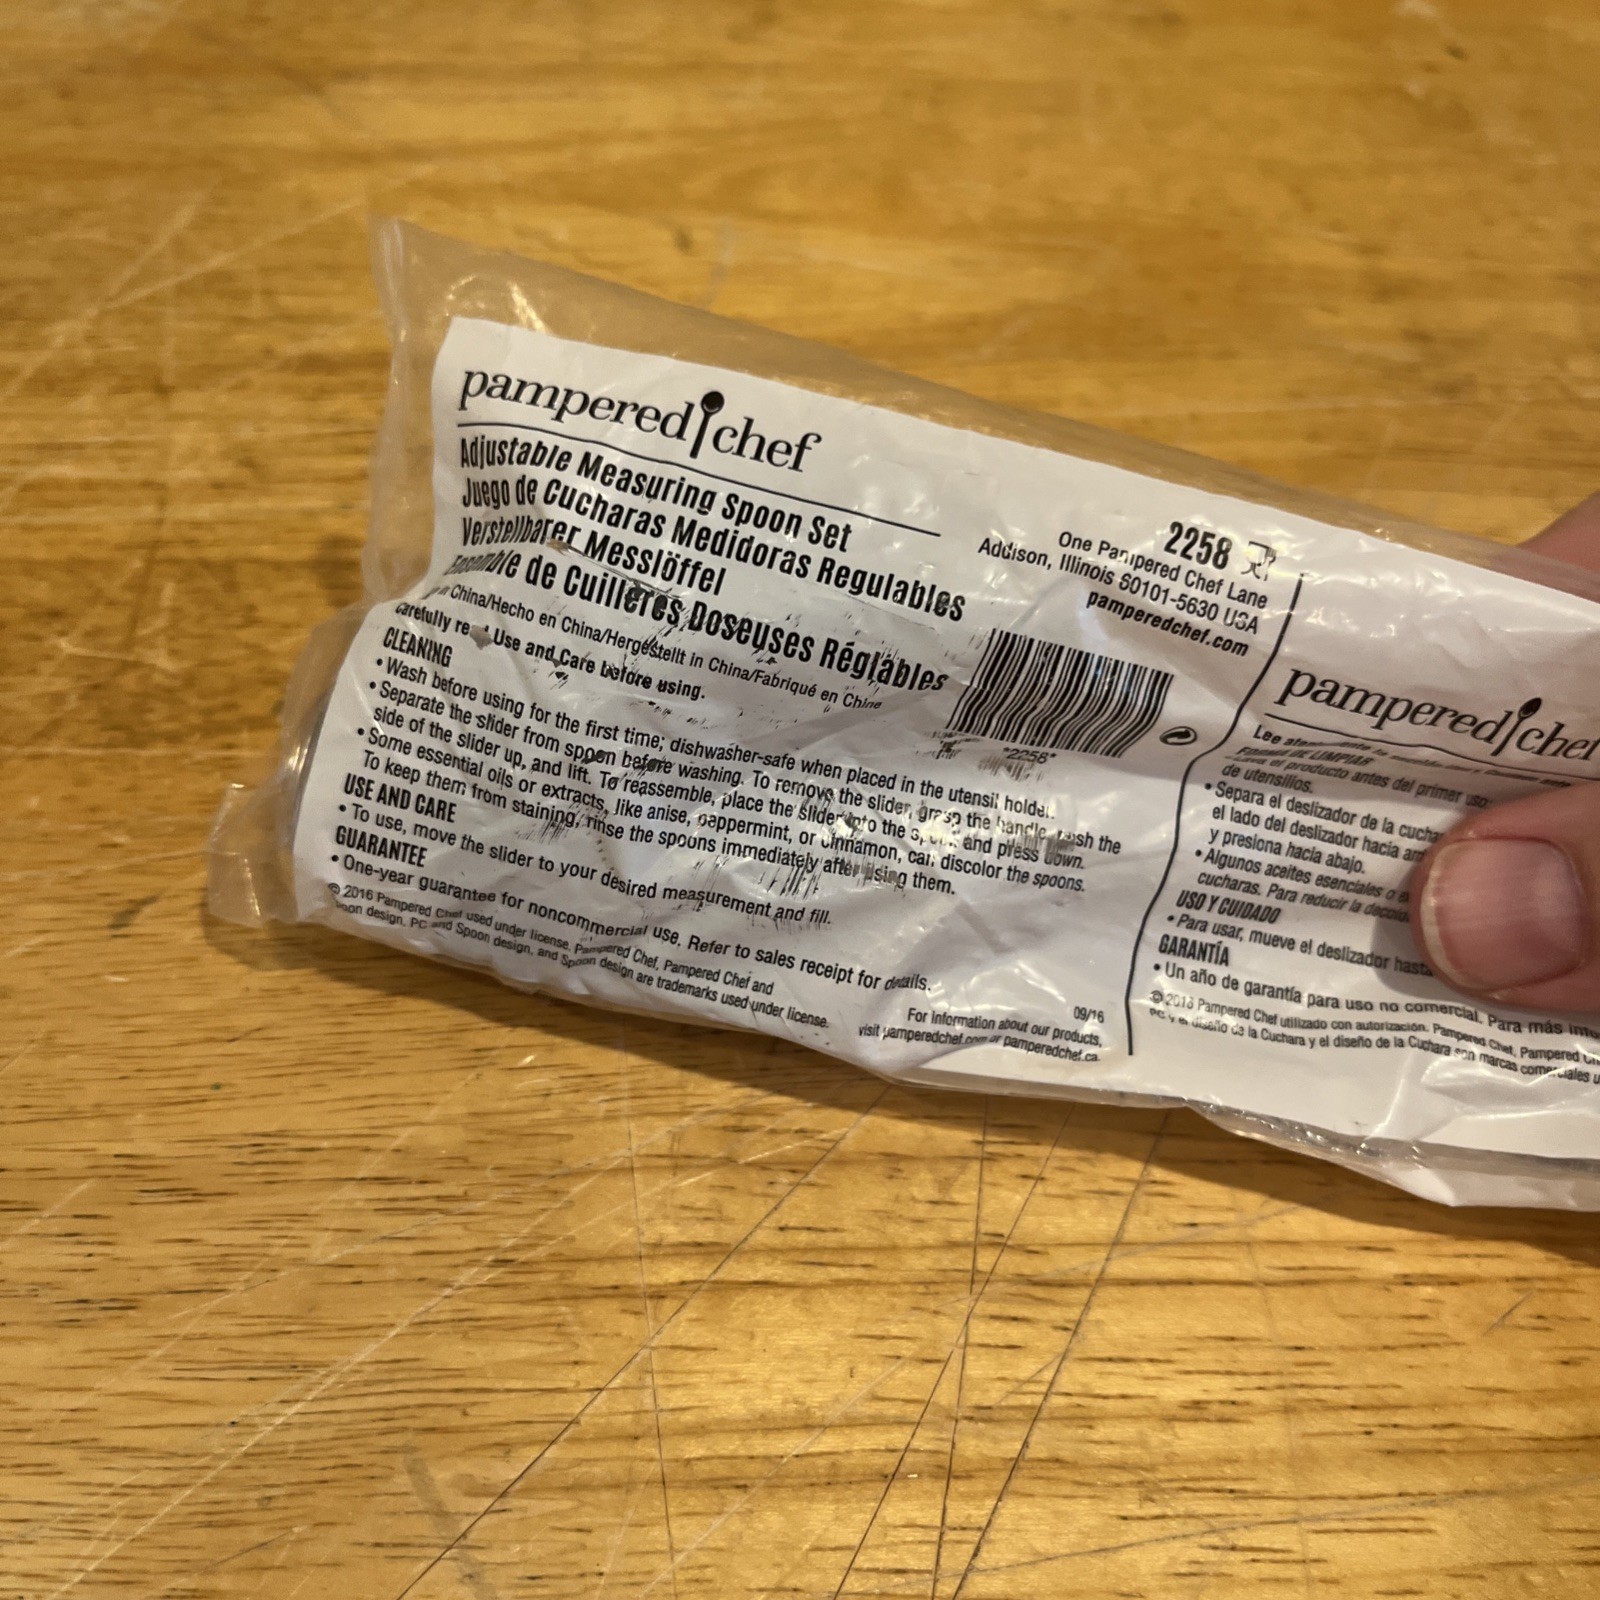 pampered chef
Adjustable Measuring Spoon Set
Juego de Cucharas Medidoras Regulables
Verstellbarer Messlöffel
Ensemble de Cuillères Doseuses Réglables
in China/Hecho en China/Hergestellt in China/Fabriqué en Chine
Carefully Use and Care before using.
CLEANING
• Wash before using for the first time; dishwasher-safe when placed in the utensil holder.
• Separate the slider from spoon before washing. To remove the slider, grasp the handle, push the
side of the slider up, and lift. To reassemble, place the slider into the spoon and press down.
• Some essential oils or extracts, like anise, peppermint, or cinnamon, can discolor the spoons.
To keep them from staining, rinse the spoons immediately after using them.
USE AND CARE
• To use, move the slider to your desired measurement and fill.
GUARANTEE
• One-year guarantee for noncommercial use. Refer to sales receipt for details.
© 2016 Pampered Chef used under license. Pampered Chef, Pampered Chef and
Spoon design, PC and Spoon design, and Spoon design are trademarks used under license.
2258
One Pampered Chef Lane
Addison, Illinois 60101-5630 USA
pamperedchef.com
*2258*
09/16
For information about our products,
visit pamperedchef.com or pamperedchef.ca
pampered chef
Lee
de utensilios.
• Separa el deslizador de la
el lado del deslizador hacia
y presiona hacia abajo.
• Algunos aceites esenciales o
cucharas. Para reducir la
USO Y CUIDADO
• Para usar, mueve el deslizador hasta
GARANTÍA
• Un año de garantía para uso no comercial. Para más
© 2016 Pampered Chef utilizado con autorización. Pampered Chef, Pampered
PC y el diseño de la Cuchara y el diseño de la Cuchara son marcas comerciales